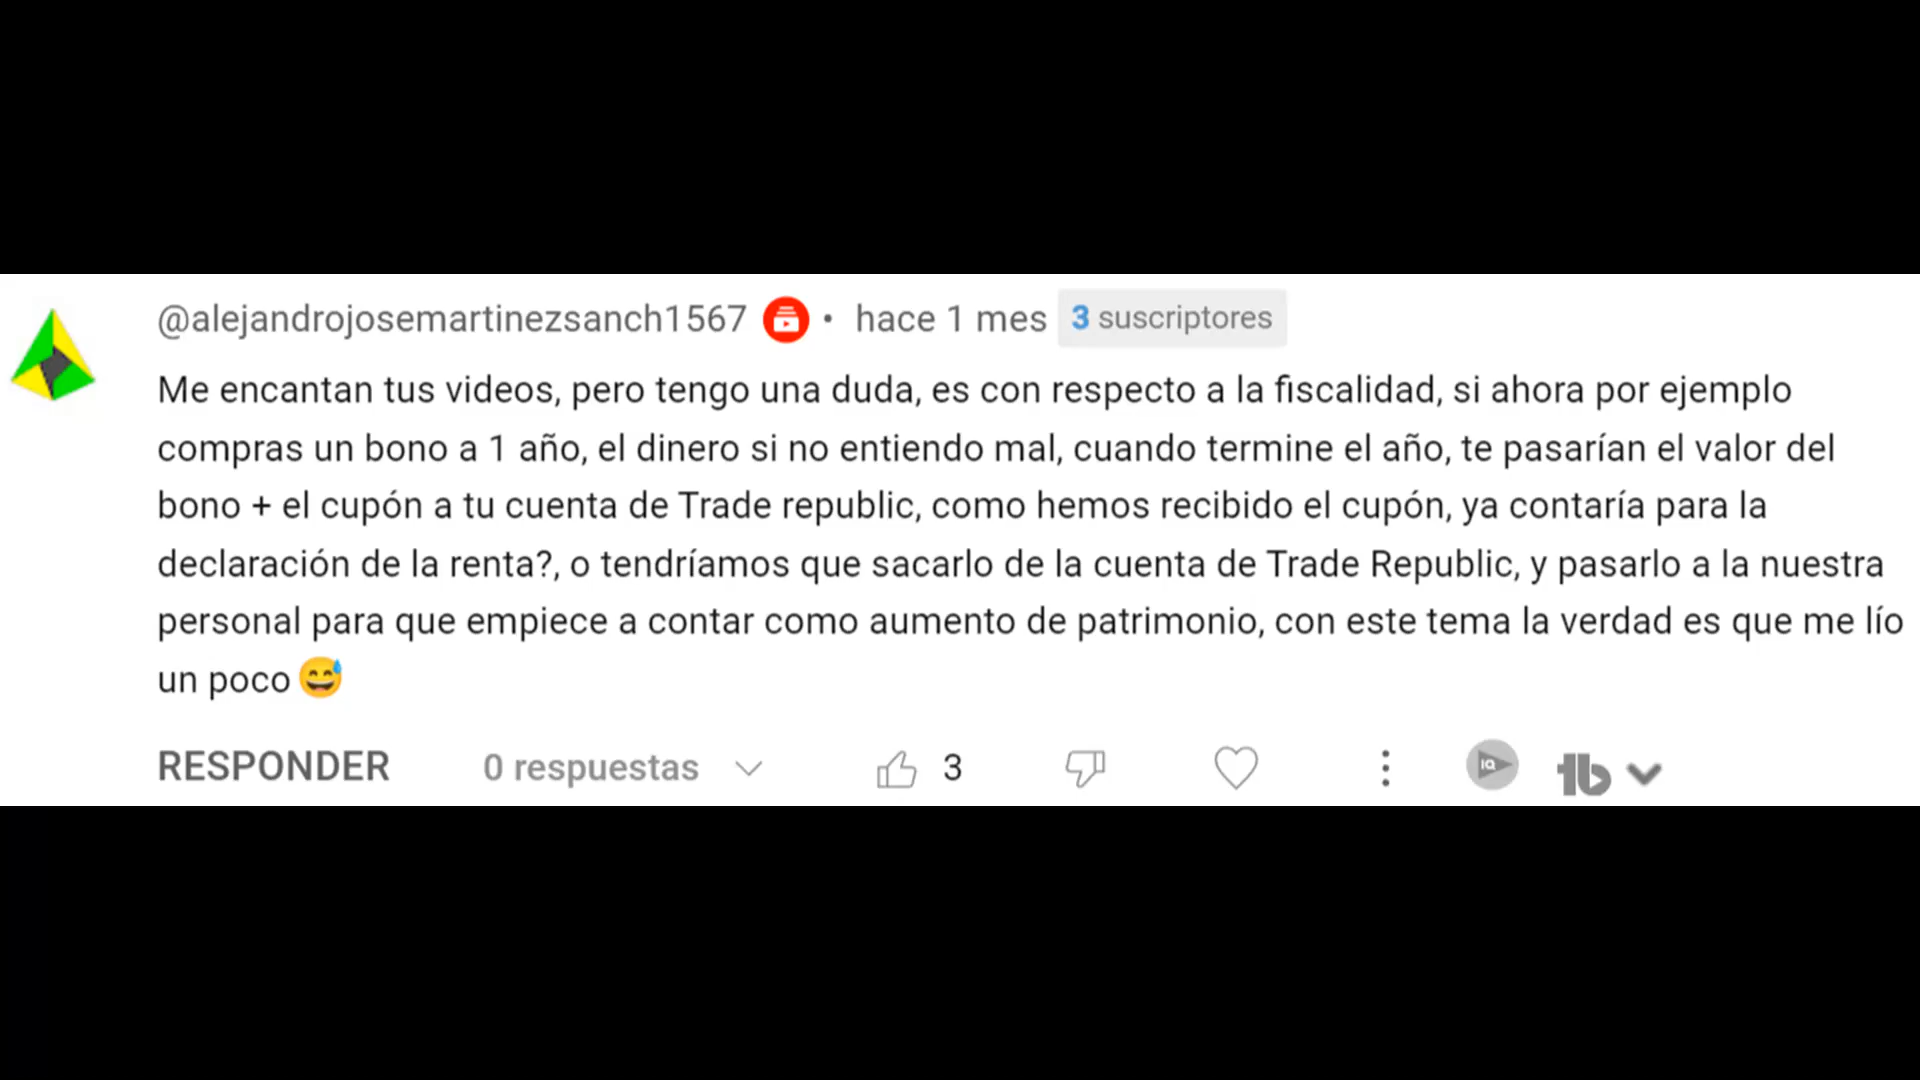 @alejandrojosemartinezsanch1567 • hace 1 mes 3 suscriptores
Me encantan tus videos, pero tengo una duda, es con respecto a la fiscalidad, si ahora por ejemplo
compras un bono a 1 año, el dinero si no entiendo mal, cuando termine el año, te pasarían el valor del
bono + el cupón a tu cuenta de Trade republic, como hemos recibido el cupón, ya contaría para la
declaración de la renta?, o tendríamos que sacarlo de la cuenta de Trade Republic, y pasarlo a la nuestra
personal para que empiece a contar como aumento de patrimonio, con este tema la verdad es que me lío
un poco 😅
RESPONDER 0 respuestas 3 IQ tb